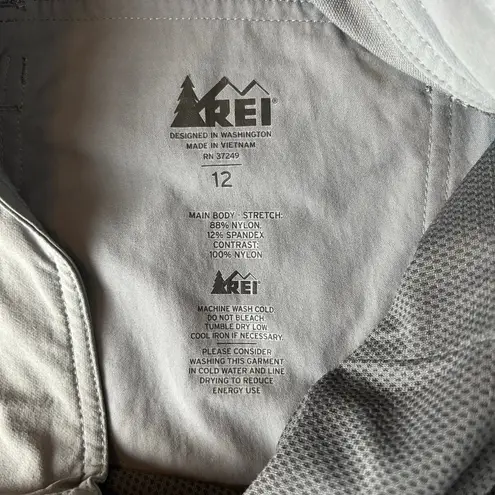 REI®
DESIGNED IN WASHINGTON
MADE IN VIETNAM
RN 37249
12
MAIN BODY - STRETCH:
88% NYLON,
12% SPANDEX
CONTRAST:
100% NYLON
REI
MACHINE WASH COLD.
DO NOT BLEACH.
TUMBLE DRY LOW.
COOL IRON IF NECESSARY.
PLEASE CONSIDER
WASHING THIS GARMENT
IN COLD WATER AND LINE
DRYING TO REDUCE
ENERGY USE